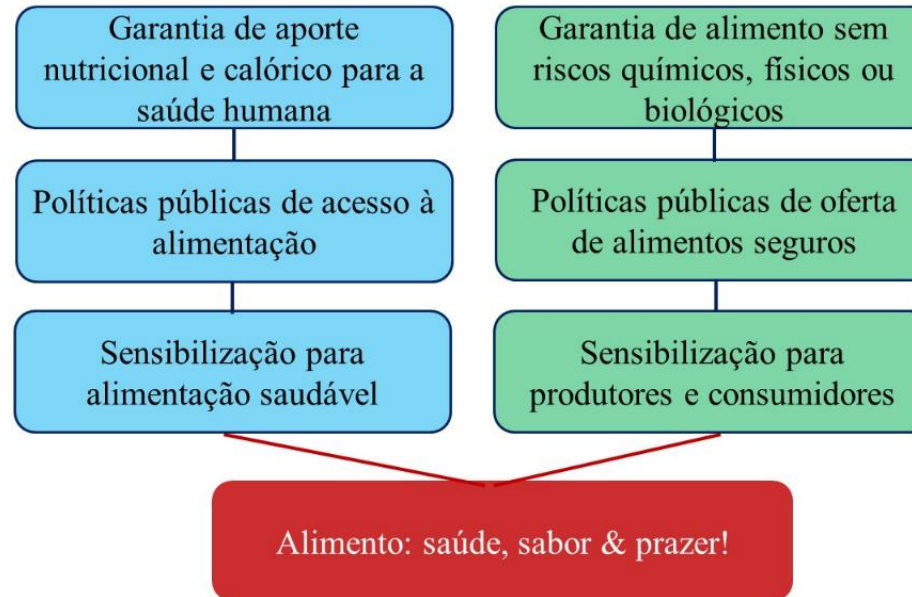 Garantia de aporte
nutricional e calórico para a
saúde humana
Políticas públicas de acesso à
alimentação
Sensibilização para
alimentação saudável
Garantia de alimento sem
riscos químicos, físicos ou
biológicos
Políticas públicas de oferta
de alimentos seguros
Sensibilização para
produtores e consumidores
Alimento: saúde, sabor & prazer!